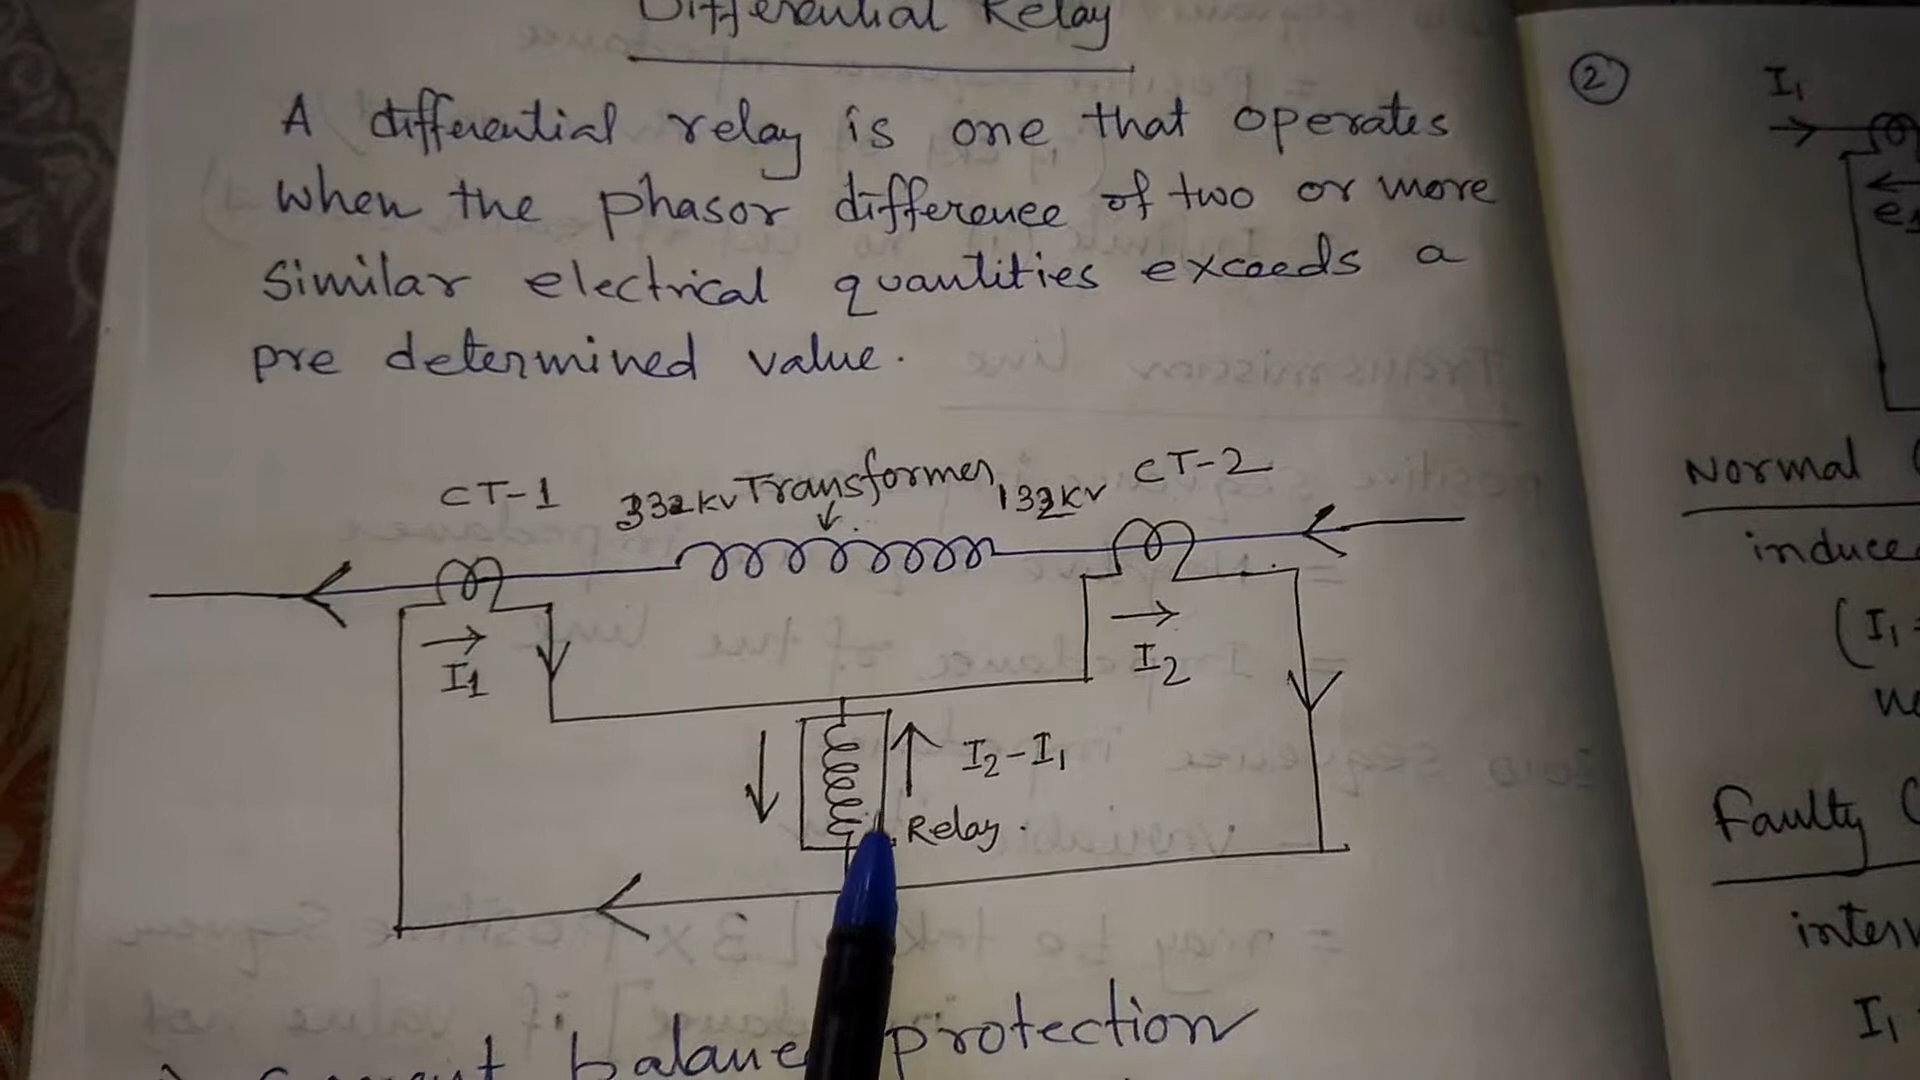 Differential Relay
A differential relay is one that operates
when the phasor difference of two or more
similar electrical quantities exceeds a
pre determined value.
CT-1 332KV Transformer 132KV CT-2
I1
I2
I2-I1
Relay.
balance protection
2
I1
Normal
induce
(I1 =
Faulty
I1